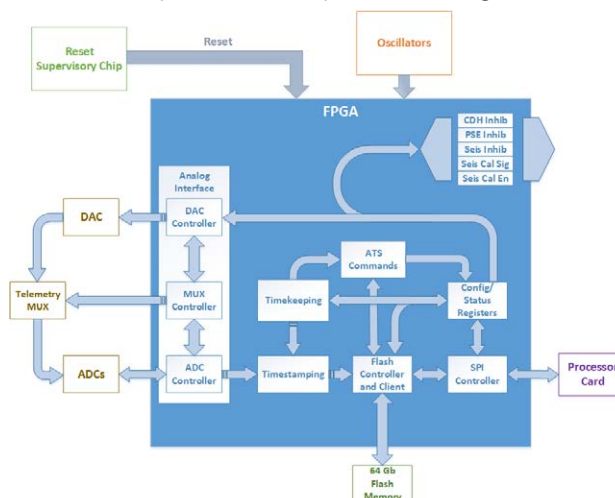 Reset
Supervisory Chip
Reset
Oscillators
FPGA
CDH Inhib
PSE Inhib
Seis Inhib
Seis Cal Sig
Seis Cal En
Analog
Interface
DAC
DAC
Controller
ATS
Commands
Telemetry
MUX
MUX
Controller
Timekeeping
Config/
Status
Registers
ADCs
ADC
Controller
Timestamping
Flash
Controller
and Client
SPI
Controller
Processor
Card
64 Gb
Flash
Memory